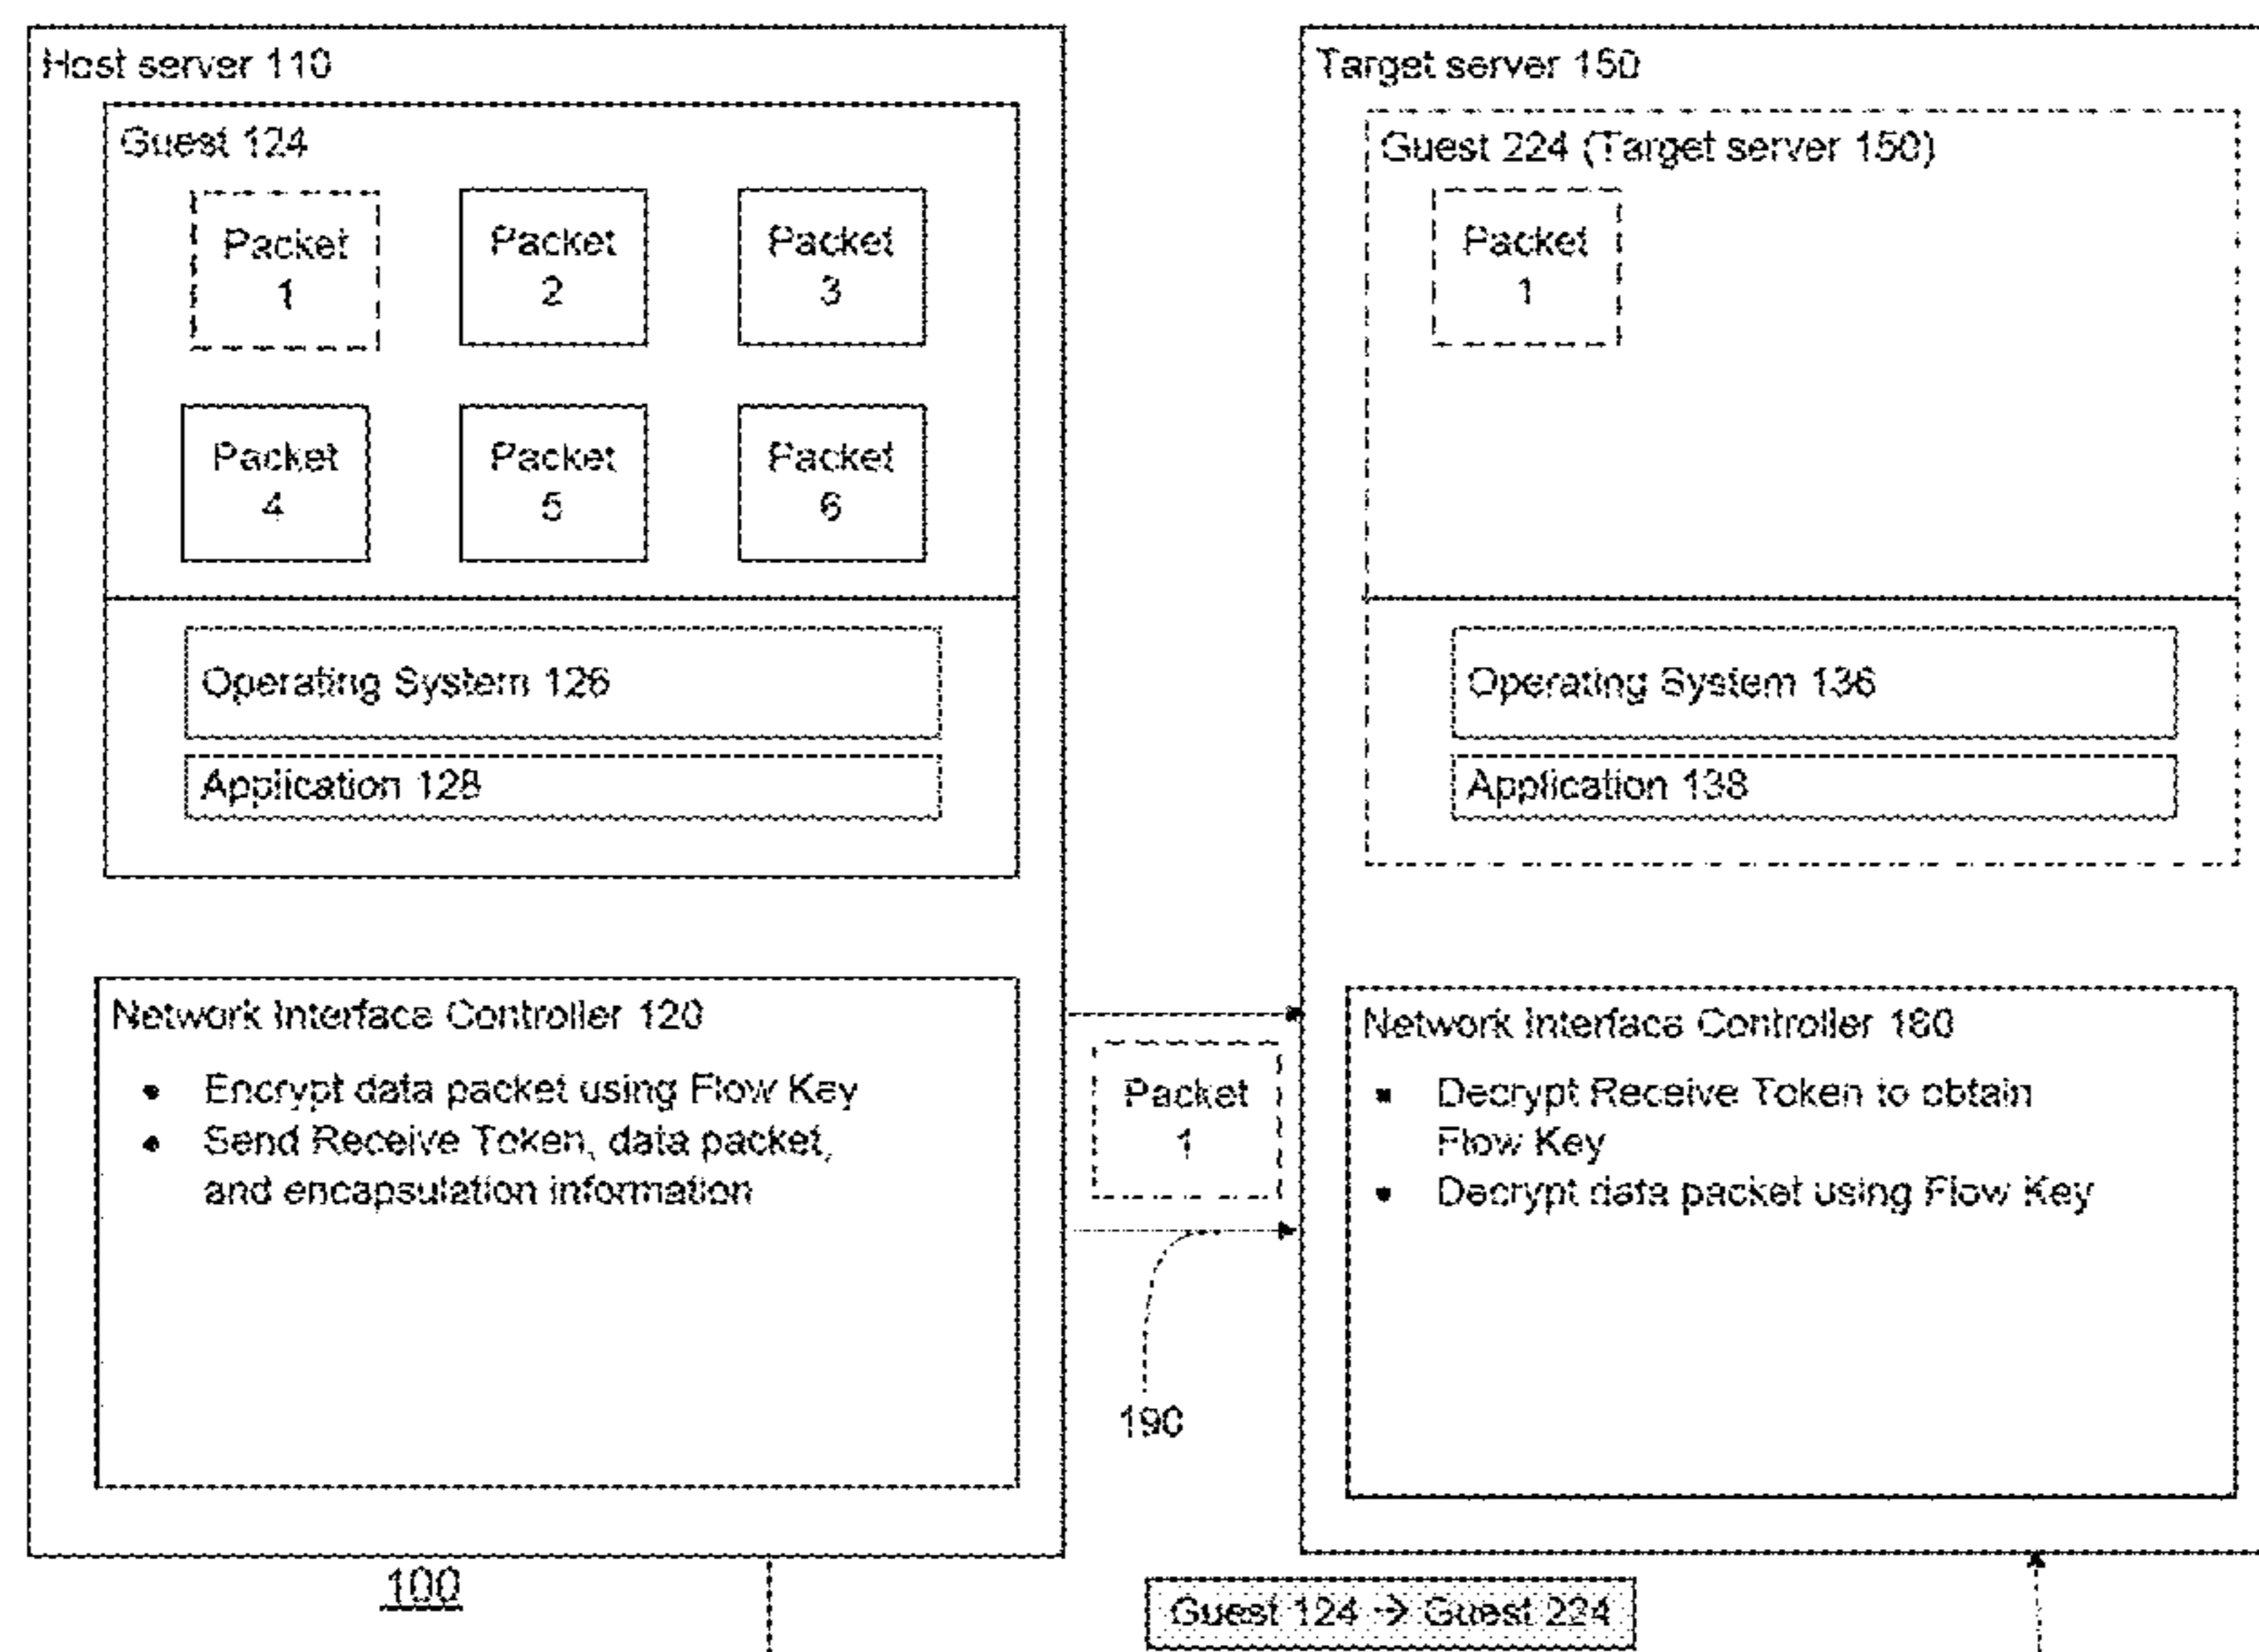 Host server 110
Guest 124
Packet
1
Packet
2
Packet
3
Packet
4
Packet
5
Packet
6
Operating System 126
Application 128
Network Interface Controller 120
• Encrypt data packet using Flow Key
• Send Receive Token, data packet,
and encapsulation information
100
Packet
1
190
Target server 150
Guest 224 (Target server 150)
Packet
1
Operating System 136
Application 138
Network Interface Controller 180
• Decrypt Receive Token to obtain
Flow Key
• Decrypt data packet using Flow Key
Guest 124 → Guest 224